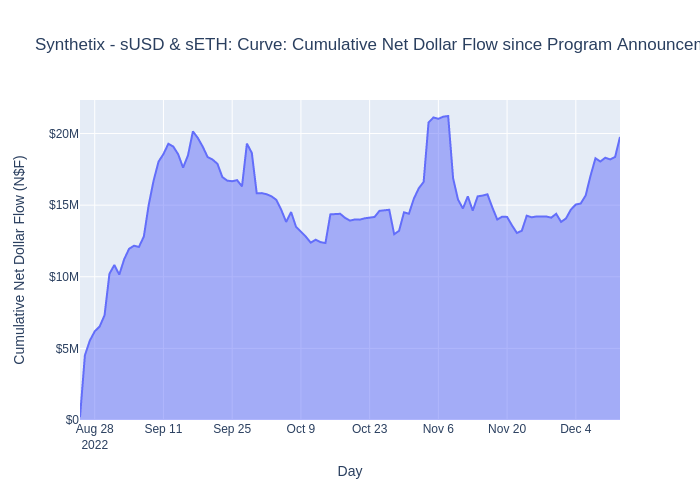 Synthetix - sUSD & sETH: Curve: Cumulative Net Dollar Flow since Program
Cumulative Net Dollar Flow (N$F)
$20M
$15M
$10M
$5M
$0
Aug 28
2022
Sep 11
Sep 25
Oct 9
Oct 23
Nov 6
Nov 20
Dec 4
Day